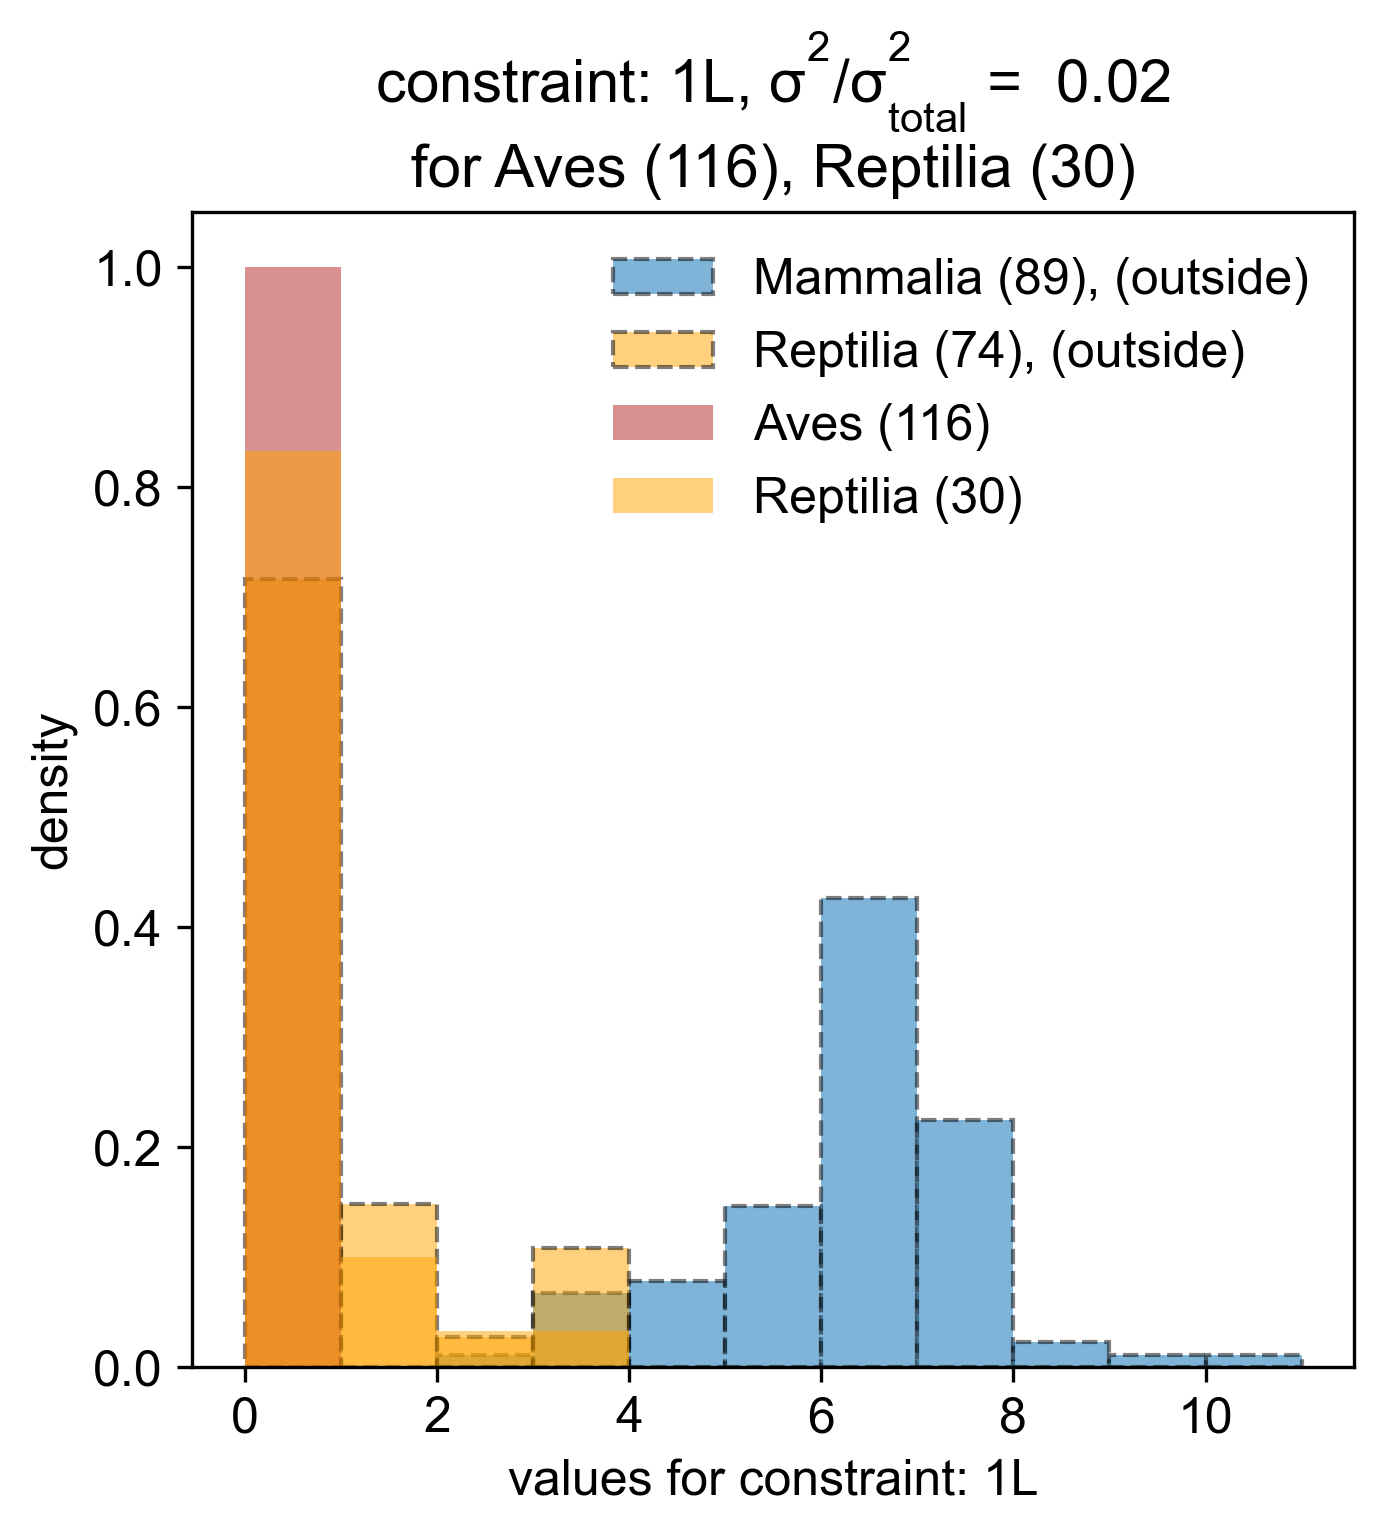 constraint: 1L, σ²/σ²total = 0.02
for Aves (116), Reptilia (30)
Mammalia (89), (outside)
Reptilia (74), (outside)
Aves (116)
Reptilia (30)
1.0
0.8
0.6
0.4
0.2
0.0
density
0 2 4 6 8 10
values for constraint: 1L